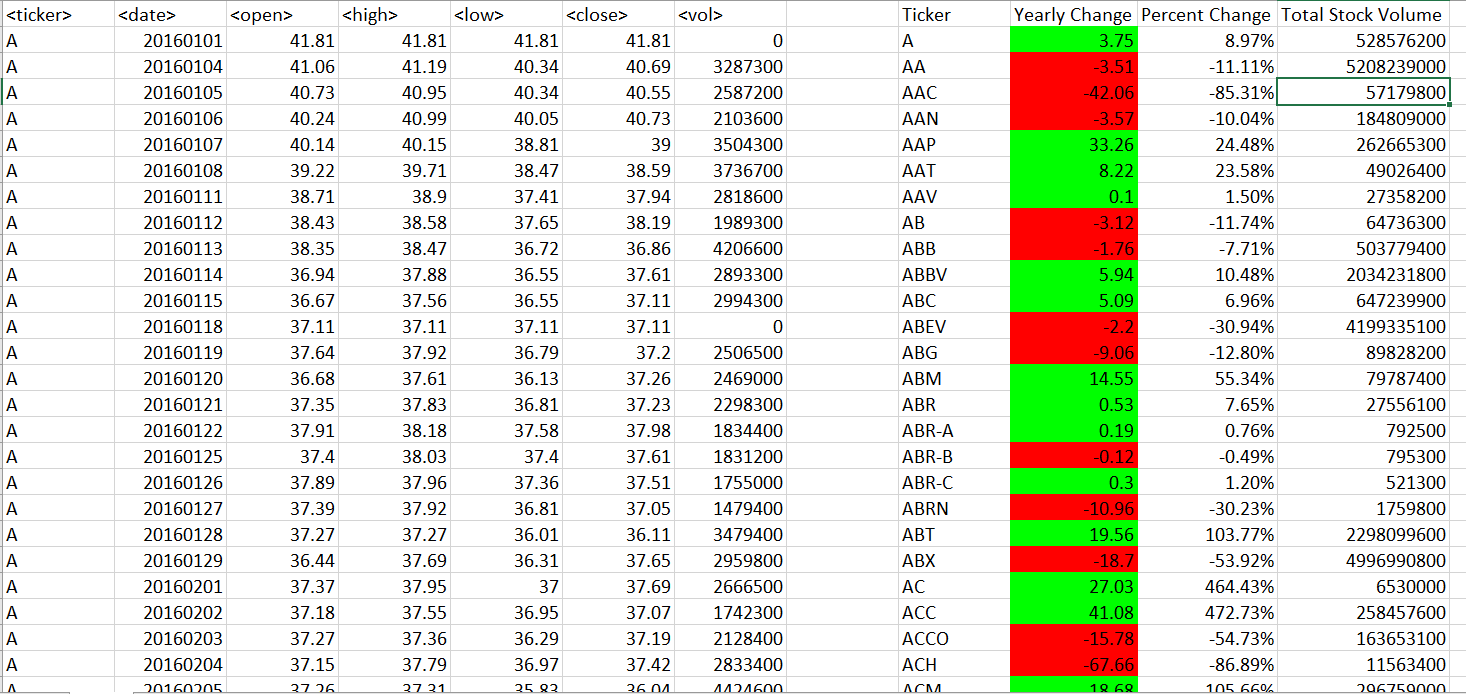 <ticker> <date> <open> <high> <low> <close> <vol> Ticker Yearly Change Percent Change Total Stock Volume
A 20160101 41.81 41.81 41.81 41.81 0 A 3.75 8.97% 528576200
A 20160104 41.06 41.19 40.34 40.69 3287300 AA -3.51 -11.11% 5208239000
A 20160105 40.73 40.95 40.34 40.55 2587200 AAC -42.06 -85.31% 57179800
A 20160106 40.24 40.99 40.05 40.73 2103600 AAN -3.57 -10.04% 184809000
A 20160107 40.14 40.15 38.81 39 3504300 AAP 33.26 24.48% 262665300
A 20160108 39.22 39.71 38.47 38.59 3736700 AAT 8.22 23.58% 49026400
A 20160111 38.71 38.9 37.41 37.94 2818600 AAV 0.1 1.50% 27358200
A 20160112 38.43 38.58 37.65 38.19 1989300 AB -3.12 -11.74% 64736300
A 20160113 38.35 38.47 36.72 36.86 4206600 ABB -1.76 -7.71% 503779400
A 20160114 36.94 37.88 36.55 37.61 2893300 ABBV 5.94 10.48% 2034231800
A 20160115 36.67 37.56 36.55 37.11 2994300 ABC 5.09 6.96% 647239900
A 20160118 37.11 37.11 37.11 37.11 0 ABEV -2.2 -30.94% 4199335100
A 20160119 37.64 37.92 36.79 37.2 2506500 ABG -9.06 -12.80% 89828200
A 20160120 36.68 37.61 36.13 37.26 2469000 ABM 14.55 55.34% 79787400
A 20160121 37.35 37.83 36.81 37.23 2298300 ABR 0.53 7.65% 27556100
A 20160122 37.91 38.18 37.58 37.98 1834400 ABR-A 0.19 0.76% 792500
A 20160125 37.4 38.03 37.4 37.61 1831200 ABR-B -0.12 -0.49% 795300
A 20160126 37.89 37.96 37.36 37.51 1755000 ABR-C 0.3 1.20% 521300
A 20160127 37.39 37.92 36.81 37.05 1479400 ABRN -10.96 -30.23% 1759800
A 20160128 37.27 37.27 36.01 36.11 3479400 ABT 19.56 103.77% 2298099600
A 20160129 36.44 37.69 36.31 37.65 2959800 ABX -18.7 -53.92% 4996990800
A 20160201 37.37 37.95 37 37.69 2666500 AC 27.03 464.43% 6530000
A 20160202 37.18 37.55 36.95 37.07 1742300 ACC 41.08 472.73% 258457600
A 20160203 37.27 37.36 36.29 37.19 2128400 ACCO -15.78 -54.73% 163653100
A 20160204 37.15 37.79 36.97 37.42 2833400 ACH -67.66 -86.89% 11563400
A 20160205 37.26 37.31 35.83 36.04 4424600 ACM 18.68 105.66% 296759000